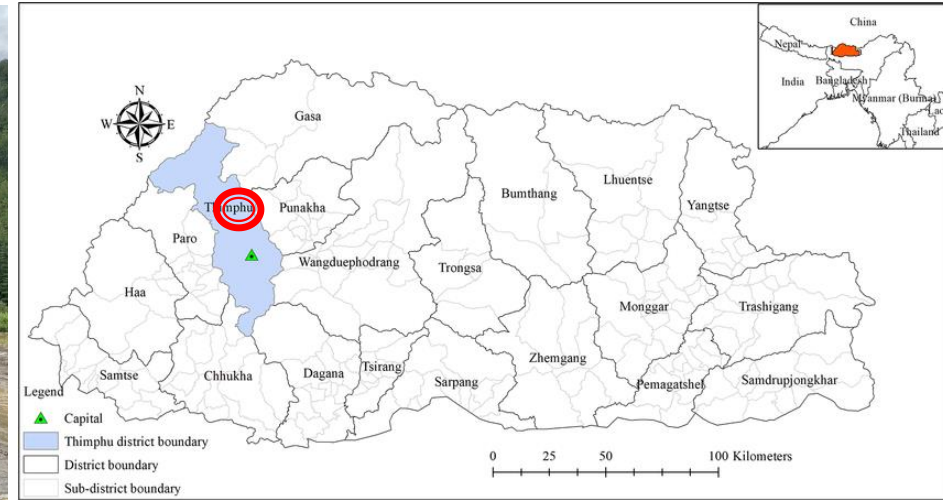 China
Nepal
India
Bangladesh
Myanmar (Burma)
Lao
Thailand
N
W
E
S
Gasa
Thimphu
Punakha
Paro
Haa
Wangduephodrang
Trongsa
Bumthang
Lhuentse
Yangtse
Monggar
Trashigang
Zhemgang
Pemagatshel
Samdrupjongkhar
Samtse
Chhukha
Dagana
Tsirang
Sarpang
Legend
Capital
Thimphu district boundary
District boundary
Sub-district boundary
0 25 50 100 Kilometers